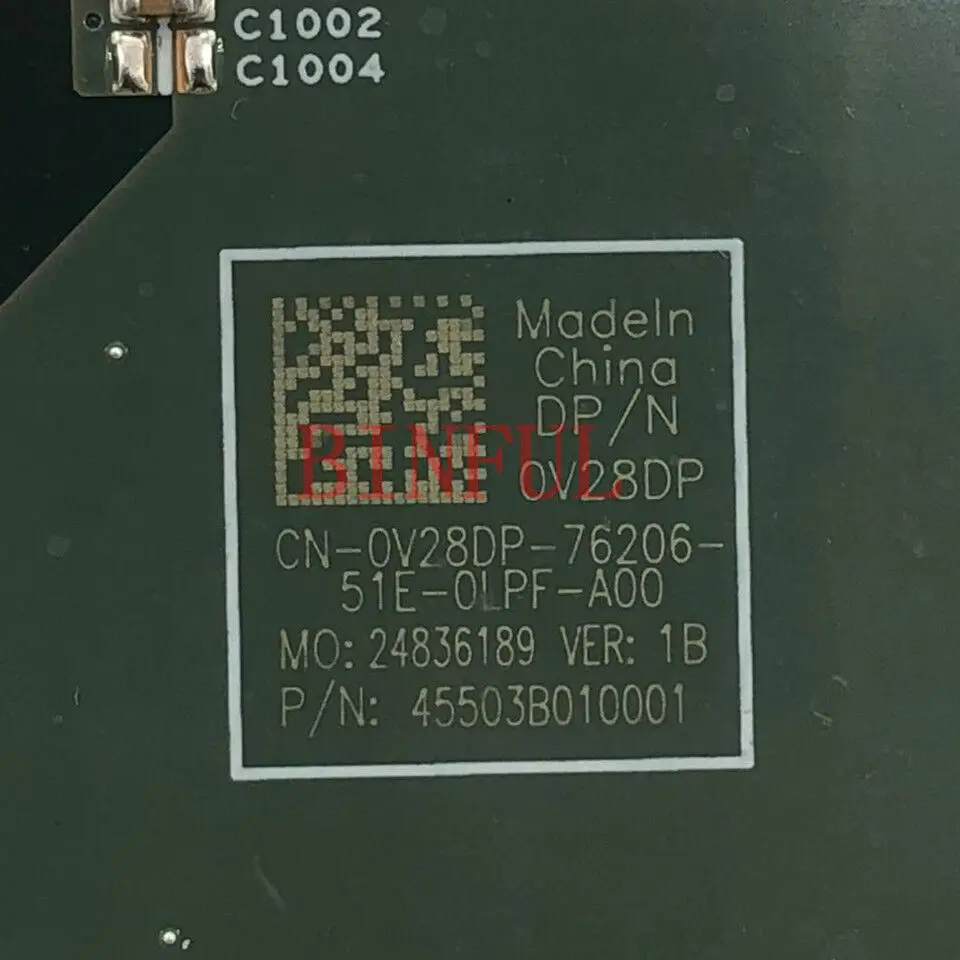 C1002
C1004
MadeIn
China
DP/N
0V28DP
BINFUL
CN-0V28DP-76206-
51E-0LPF-A00
MO: 24836189 VER: 1B
P/N: 45503B010001